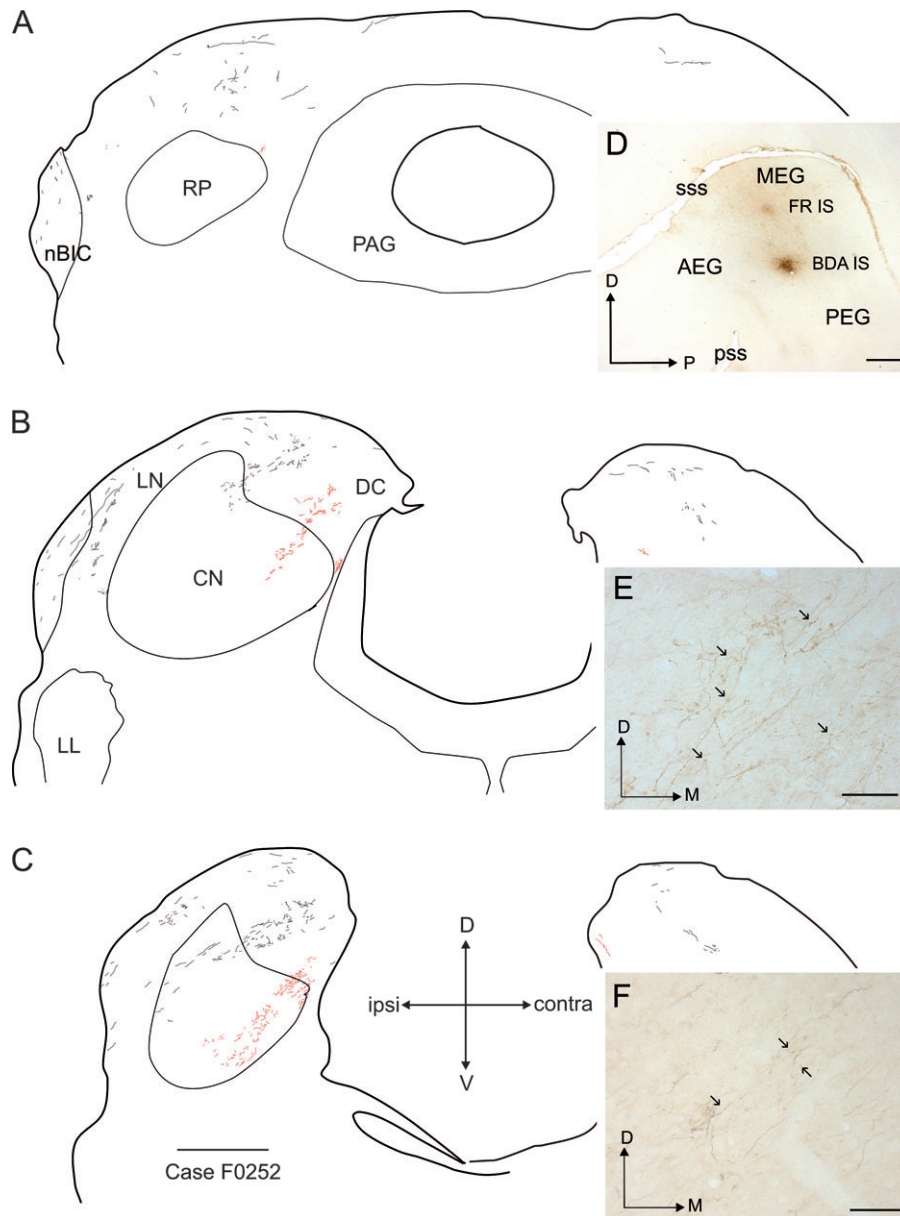 A
RP
nBIC
PAG
D
MEG
sss
FR IS
AEG
BDA IS
D
PEG
P
pss
B
LN
DC
CN
LL
E
D
M
C
D
ipsi
contra
V
F
D
M
Case F0252